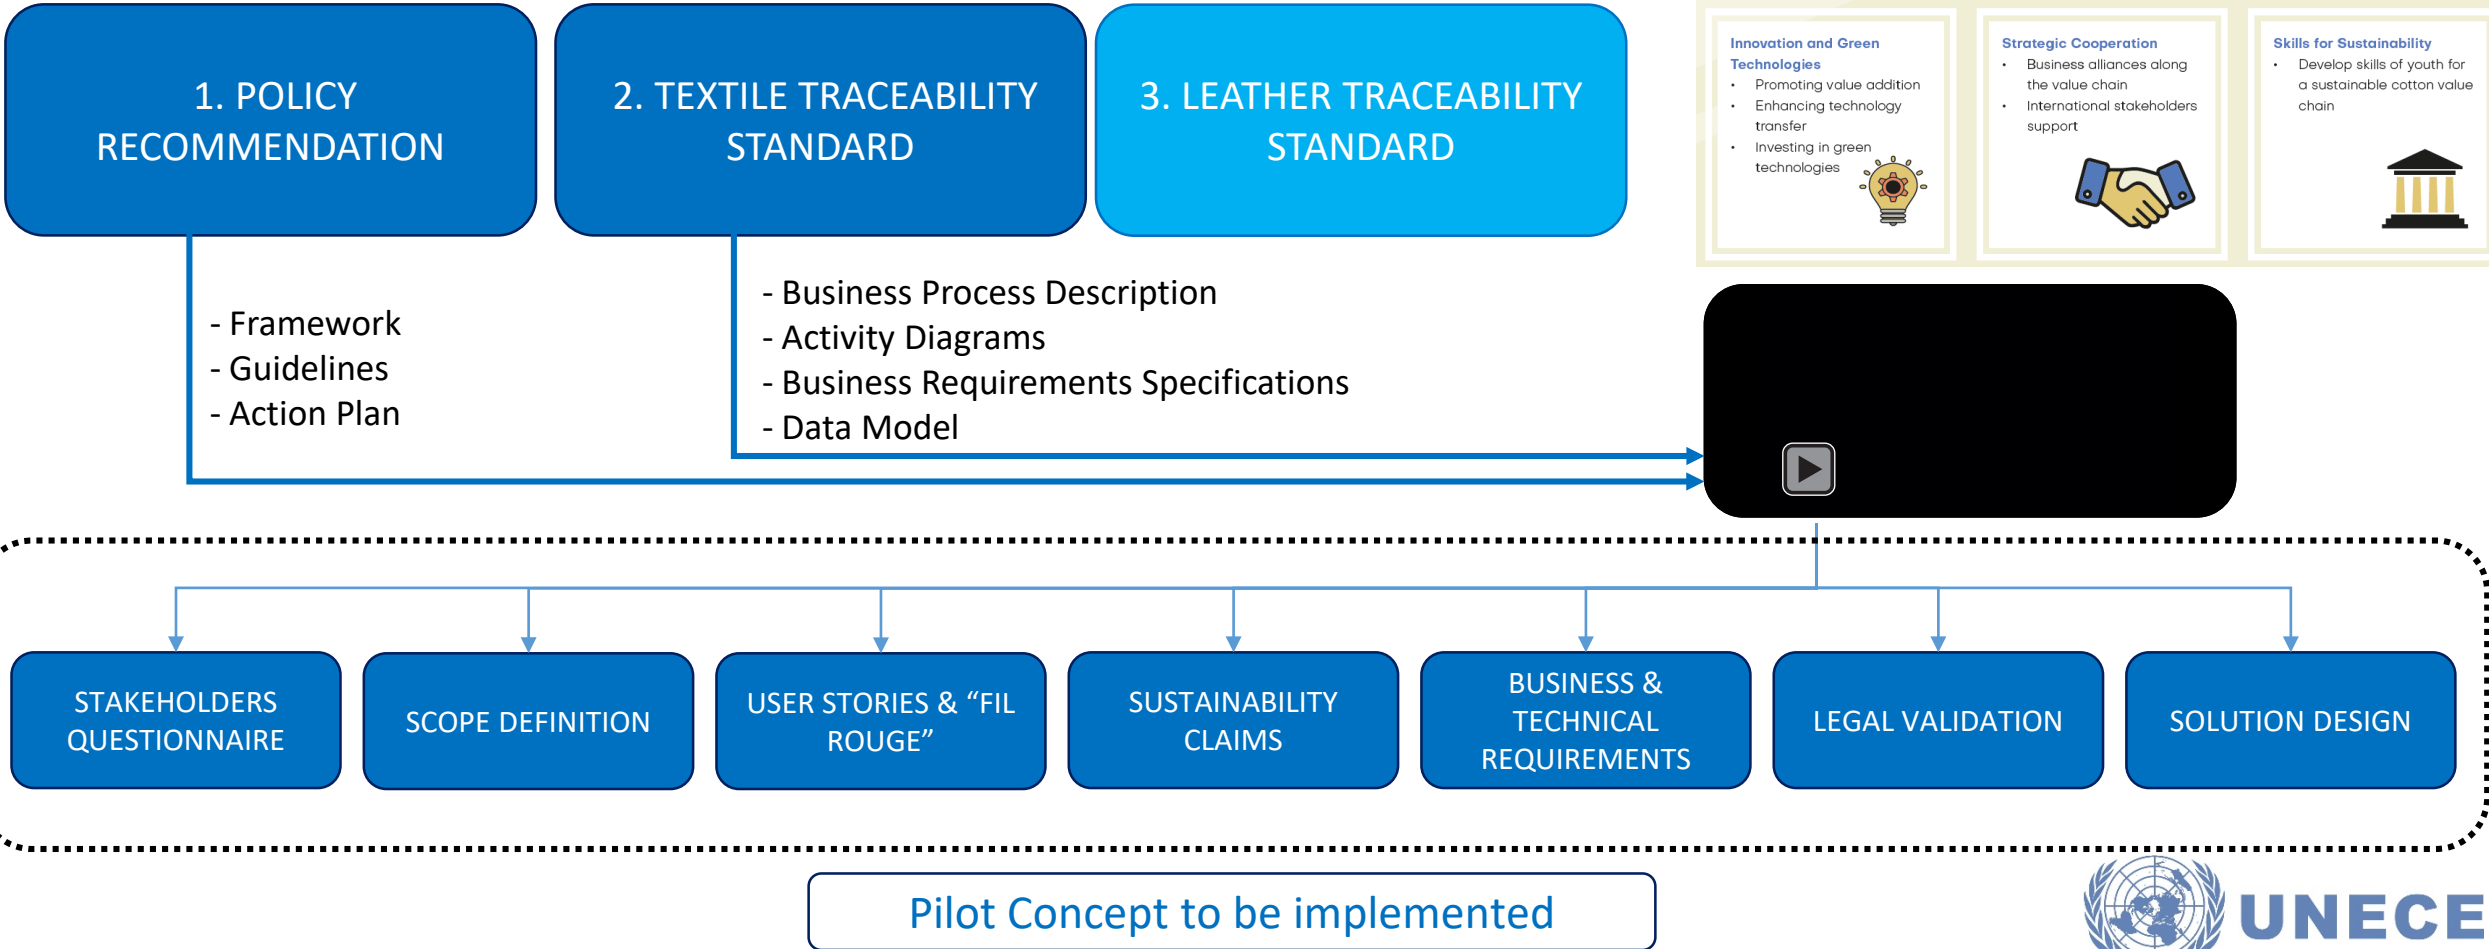 1. POLICY
RECOMMENDATION
2. TEXTILE TRACEABILITY
STANDARD
3. LEATHER TRACEABILITY
STANDARD
Innovation and Green
Technologies
• Promoting value addition
• Enhancing technology
transfer
• Investing in green
technologies
Strategic Cooperation
• Business alliances along
the value chain
• International stakeholders
support
Skills for Sustainability
• Develop skills of youth for
a sustainable cotton value
chain
- Framework
- Guidelines
- Action Plan
- Business Process Description
- Activity Diagrams
- Business Requirements Specifications
- Data Model
STAKEHOLDERS
QUESTIONNAIRE
SCOPE DEFINITION
USER STORIES & “FIL
ROUGE”
SUSTAINABILITY
CLAIMS
BUSINESS &
TECHNICAL
REQUIREMENTS
LEGAL VALIDATION
SOLUTION DESIGN
Pilot Concept to be implemented
UNECE